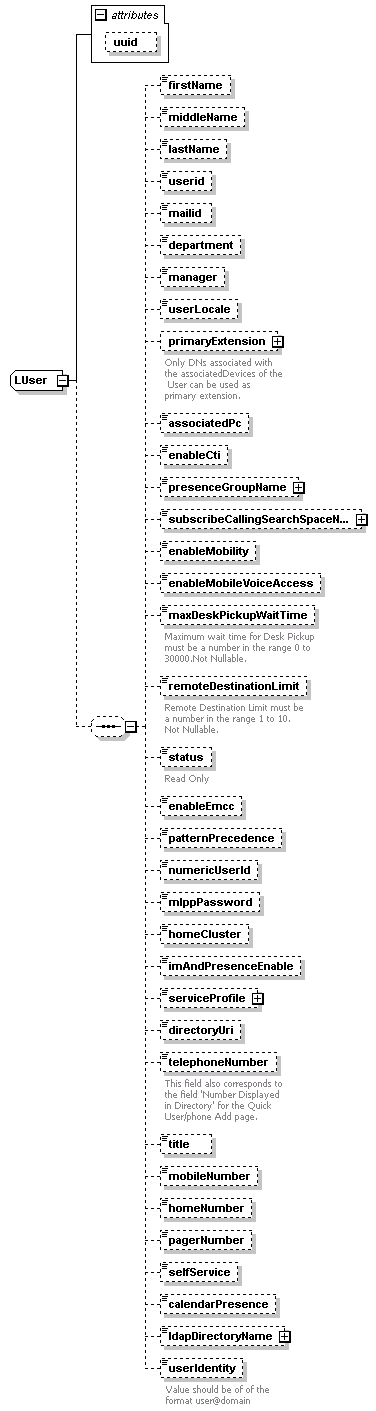 attributes
uuid
firstName
middleName
lastName
userid
mailid
department
manager
userLocale
primaryExtension
Only DNs associated with
the associatedDevices of the
User can be used as
primary extension.
LUser
associatedPc
enableCti
presenceGroupName
subscribeCallingSearchSpaceN...
enableMobility
enableMobileVoiceAccess
maxDeskPickupWaitTime
Maximum wait time for Desk Pickup
must be a number in the range 0 to
30000.Not Nullable.
remoteDestinationLimit
Remote Destination Limit must be
a number in the range 1 to 10.
Not Nullable.
status
Read Only
enableEmcc
patternPrecedence
numericUserId
mlppPassword
homeCluster
imAndPresenceEnable
serviceProfile
directoryUri
telephoneNumber
This field also corresponds to
the field 'Number Displayed
in Directory' for the Quick
User/phone Add page.
title
mobileNumber
homeNumber
pagerNumber
selfService
calendarPresence
ldapDirectoryName
userIdentity
Value should be of of the
format user@domain